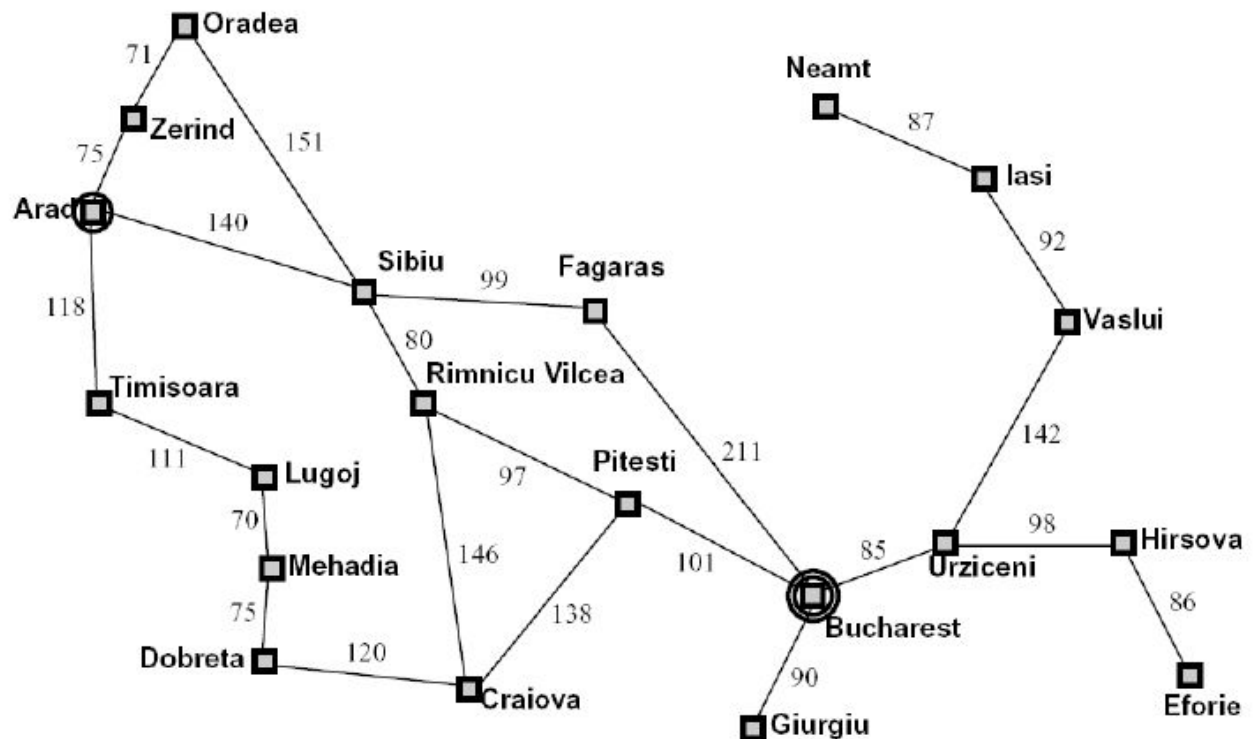 Oradea
71
Neamt
87
Zerind
151
75
Iasi
Arad
140
92
Sibiu
Fagaras
99
118
Vaslui
80
Timisoara
Rimnicu Vilcea
142
111
211
Lugoj
97
Pitesti
70
98
Hirsova
146
85
Urziceni
Mehadia
101
86
75
138
Bucharest
Dobreta
120
90
Craiova
Eforie
Giurgiu